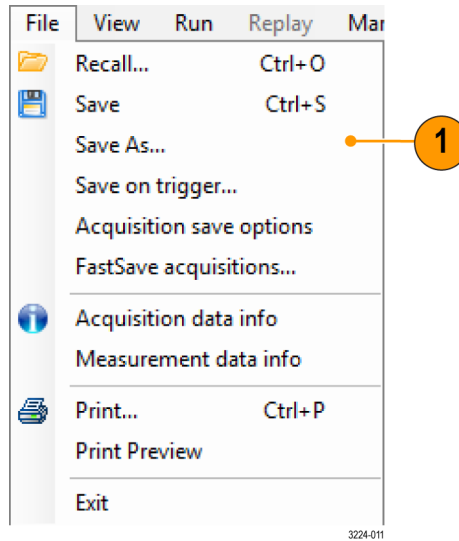 File View Run Replay Mar
Recall... Ctrl+O
Save Ctrl+S
Save As...
1
Save on trigger...
Acquisition save options
FastSave acquisitions...
Acquisition data info
Measurement data info
Print... Ctrl+P
Print Preview
Exit
3224-011